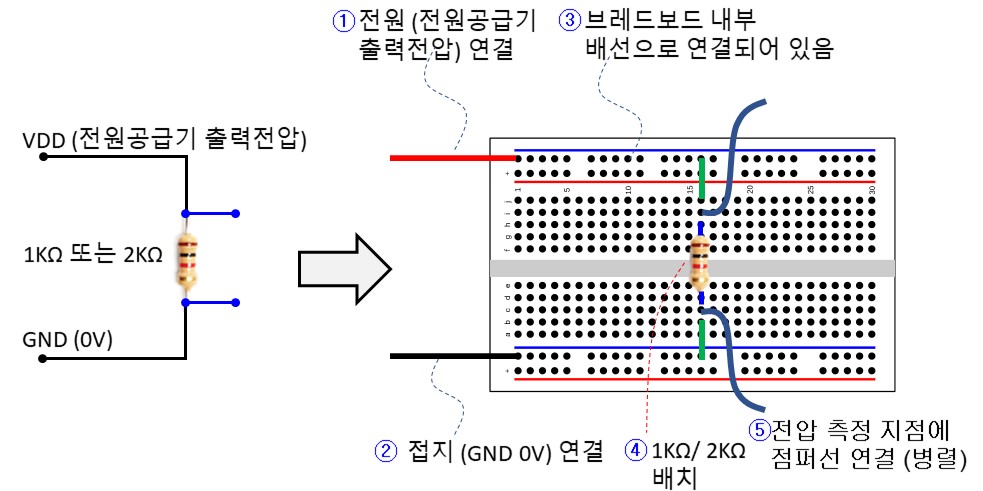 ① 전원 (전원공급기
출력전압) 연결
③ 브레드보드 내부
배선으로 연결되어 있음
VDD (전원공급기 출력전압)
1KΩ 또는 2KΩ
GND (0V)
+
1 5 10 15 20 25 30
j
i
h
g
f
e
d
c
b
a
+
② 접지 (GND 0V) 연결
④ 1KΩ/ 2KΩ
배치
⑤ 전압 측정 지점에
점퍼선 연결 (병렬)